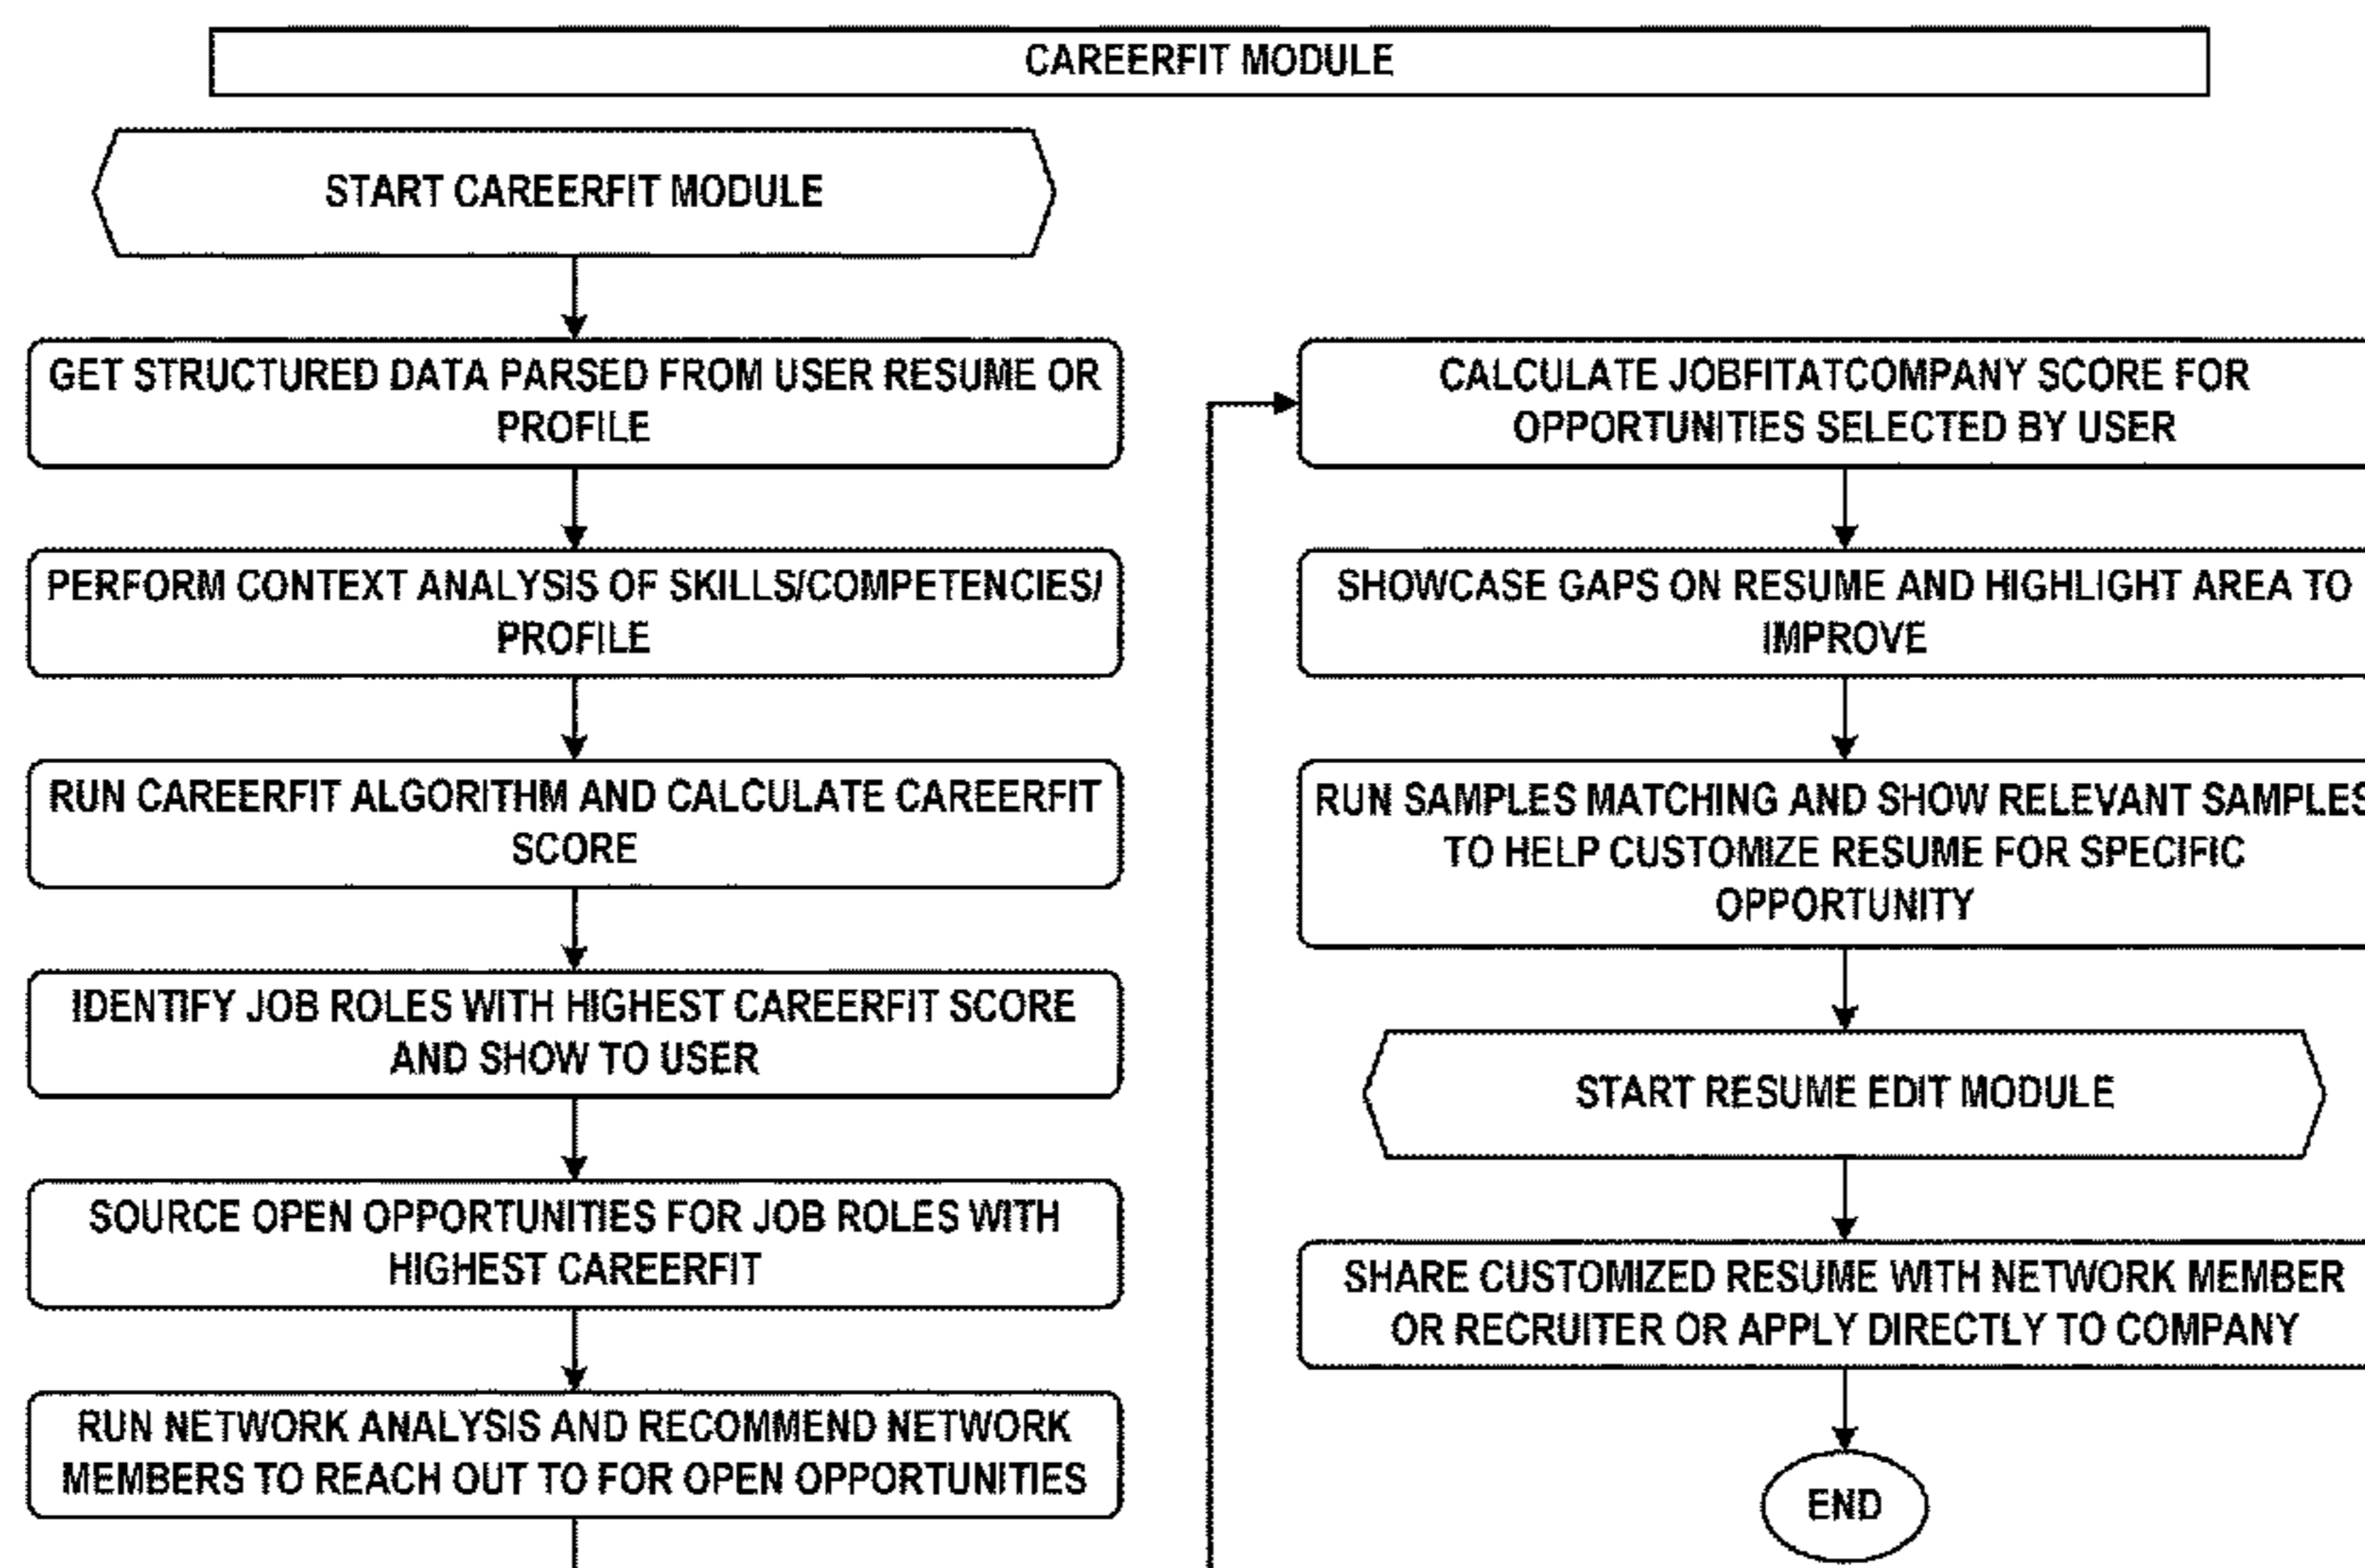 CAREERFIT MODULE
START CAREERFIT MODULE
GET STRUCTURED DATA PARSED FROM USER RESUME OR
PROFILE
PERFORM CONTEXT ANALYSIS OF SKILLS/COMPETENCIES/
PROFILE
RUN CAREERFIT ALGORITHM AND CALCULATE CAREERFIT
SCORE
IDENTIFY JOB ROLES WITH HIGHEST CAREERFIT SCORE
AND SHOW TO USER
SOURCE OPEN OPPORTUNITIES FOR JOB ROLES WITH
HIGHEST CAREERFIT
RUN NETWORK ANALYSIS AND RECOMMEND NETWORK
MEMBERS TO REACH OUT TO FOR OPEN OPPORTUNITIES
CALCULATE JOBFITATCOMPANY SCORE FOR
OPPORTUNITIES SELECTED BY USER
SHOWCASE GAPS ON RESUME AND HIGHLIGHT AREA TO
IMPROVE
RUN SAMPLES MATCHING AND SHOW RELEVANT SAMPLES
TO HELP CUSTOMIZE RESUME FOR SPECIFIC
OPPORTUNITY
START RESUME EDIT MODULE
SHARE CUSTOMIZED RESUME WITH NETWORK MEMBER
OR RECRUITER OR APPLY DIRECTLY TO COMPANY
END